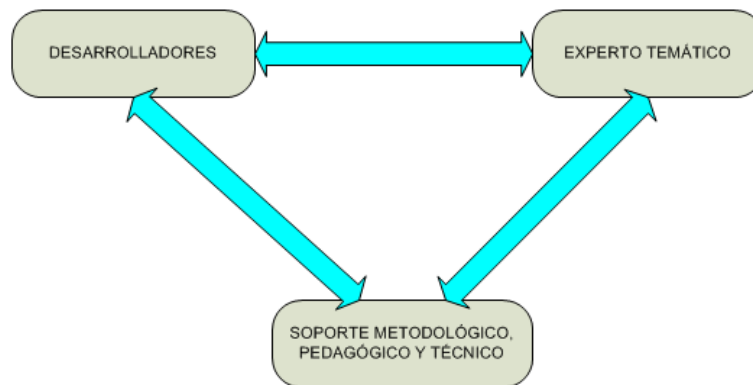 DESARROLLADORES
EXPERTO TEMÁTICO
SOPORTE METODOLÓGICO,
PEDAGÓGICO Y TÉCNICO